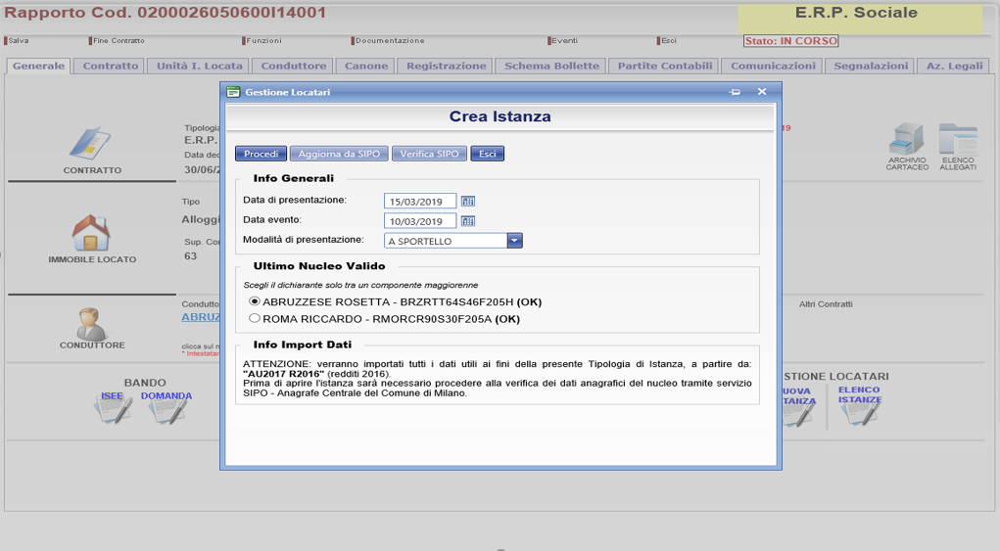 Rapporto Cod. 0200026050600I14001
E.R.P. Sociale
Salva Fine Contratto Funzioni Documentazione Eventi Esci Stato: IN CORSO
Generale Contratto Unità I. Locata Conduttore Canone Registrazione Schema Bollette Partite Contabili Comunicazioni Segnalazioni Az. Legali
Gestione Locatari
Crea Istanza
Procedi Aggiorna da SIPO Verifica SIPO Esci
Info Generali
Data di presentazione: 15/03/2019
Data evento: 10/03/2019
Modalità di presentazione: A SPORTELLO
Ultimo Nucleo Valido
Scegli il dichiarante solo tra un componente maggiorenne
ABRUZZESE ROSETTA - BRZRTT64S46F205H (OK)
ROMA RICCARDO - RMORCR90S30F205A (OK)
Info Import Dati
ATTENZIONE: verranno importati tutti i dati utili ai fini della presente Tipologia di Istanza, a partire da:
"AU2017 R2016" (redditi 2016).
Prima di aprire l'istanza sarà necessario procedere alla verifica dei dati anagrafici del nucleo tramite servizio
SIPO - Anagrafe Centrale del Comune di Milano.
CONTRATTO
Tipologia
E.R.P.
Data dec
30/06/2
19
ARCHIVIO
CARTACEO
ELENCO
ALLEGATI
IMMOBILE LOCATO
Tipo
Alloggi
Sup. Co
63
CONDUTTORE
Condutto
ABRUZ
clicca sul n
* Intestatar
Altri Contratti
BANDO
ISEE DOMANDA
STIONE LOCATARI
UOVA
TANZA
ELENCO
ISTANZE